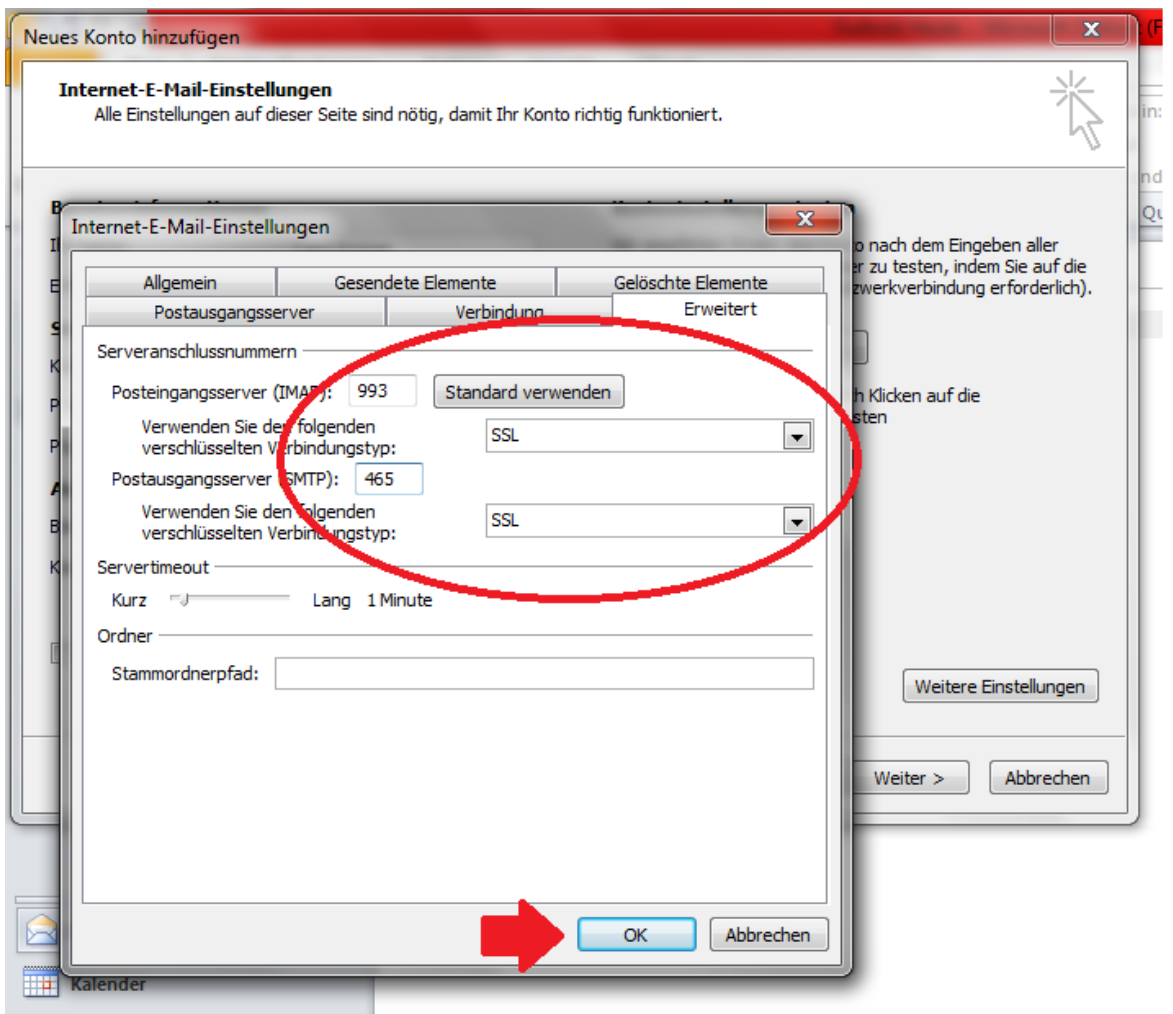 Neues Konto hinzufügen
Internet-E-Mail-Einstellungen
Alle Einstellungen auf dieser Seite sind nötig, damit Ihr Konto richtig funktioniert.
Internet-E-Mail-Einstellungen
Allgemein
Gesendete Elemente
Gelöschte Elemente
Postausgangsserver
Verbindung
Erweitert
Serveranschlussnummern
Posteingangsserver (IMAP): 993 Standard verwenden
Verwenden Sie den folgenden
verschlüsselten Verbindungstyp:
SSL
Postausgangsserver (SMTP): 465
Verwenden Sie den folgenden
verschlüsselten Verbindungstyp:
SSL
Servertimeout
Kurz Lang 1 Minute
Ordner
Stammordnerpfad:
OK
Abbrechen
nach dem Eingeben aller
zu testen, indem Sie auf die
erforderlich).
Klicken auf die
Weitere Einstellungen
Weiter >
Abbrechen
Kalender